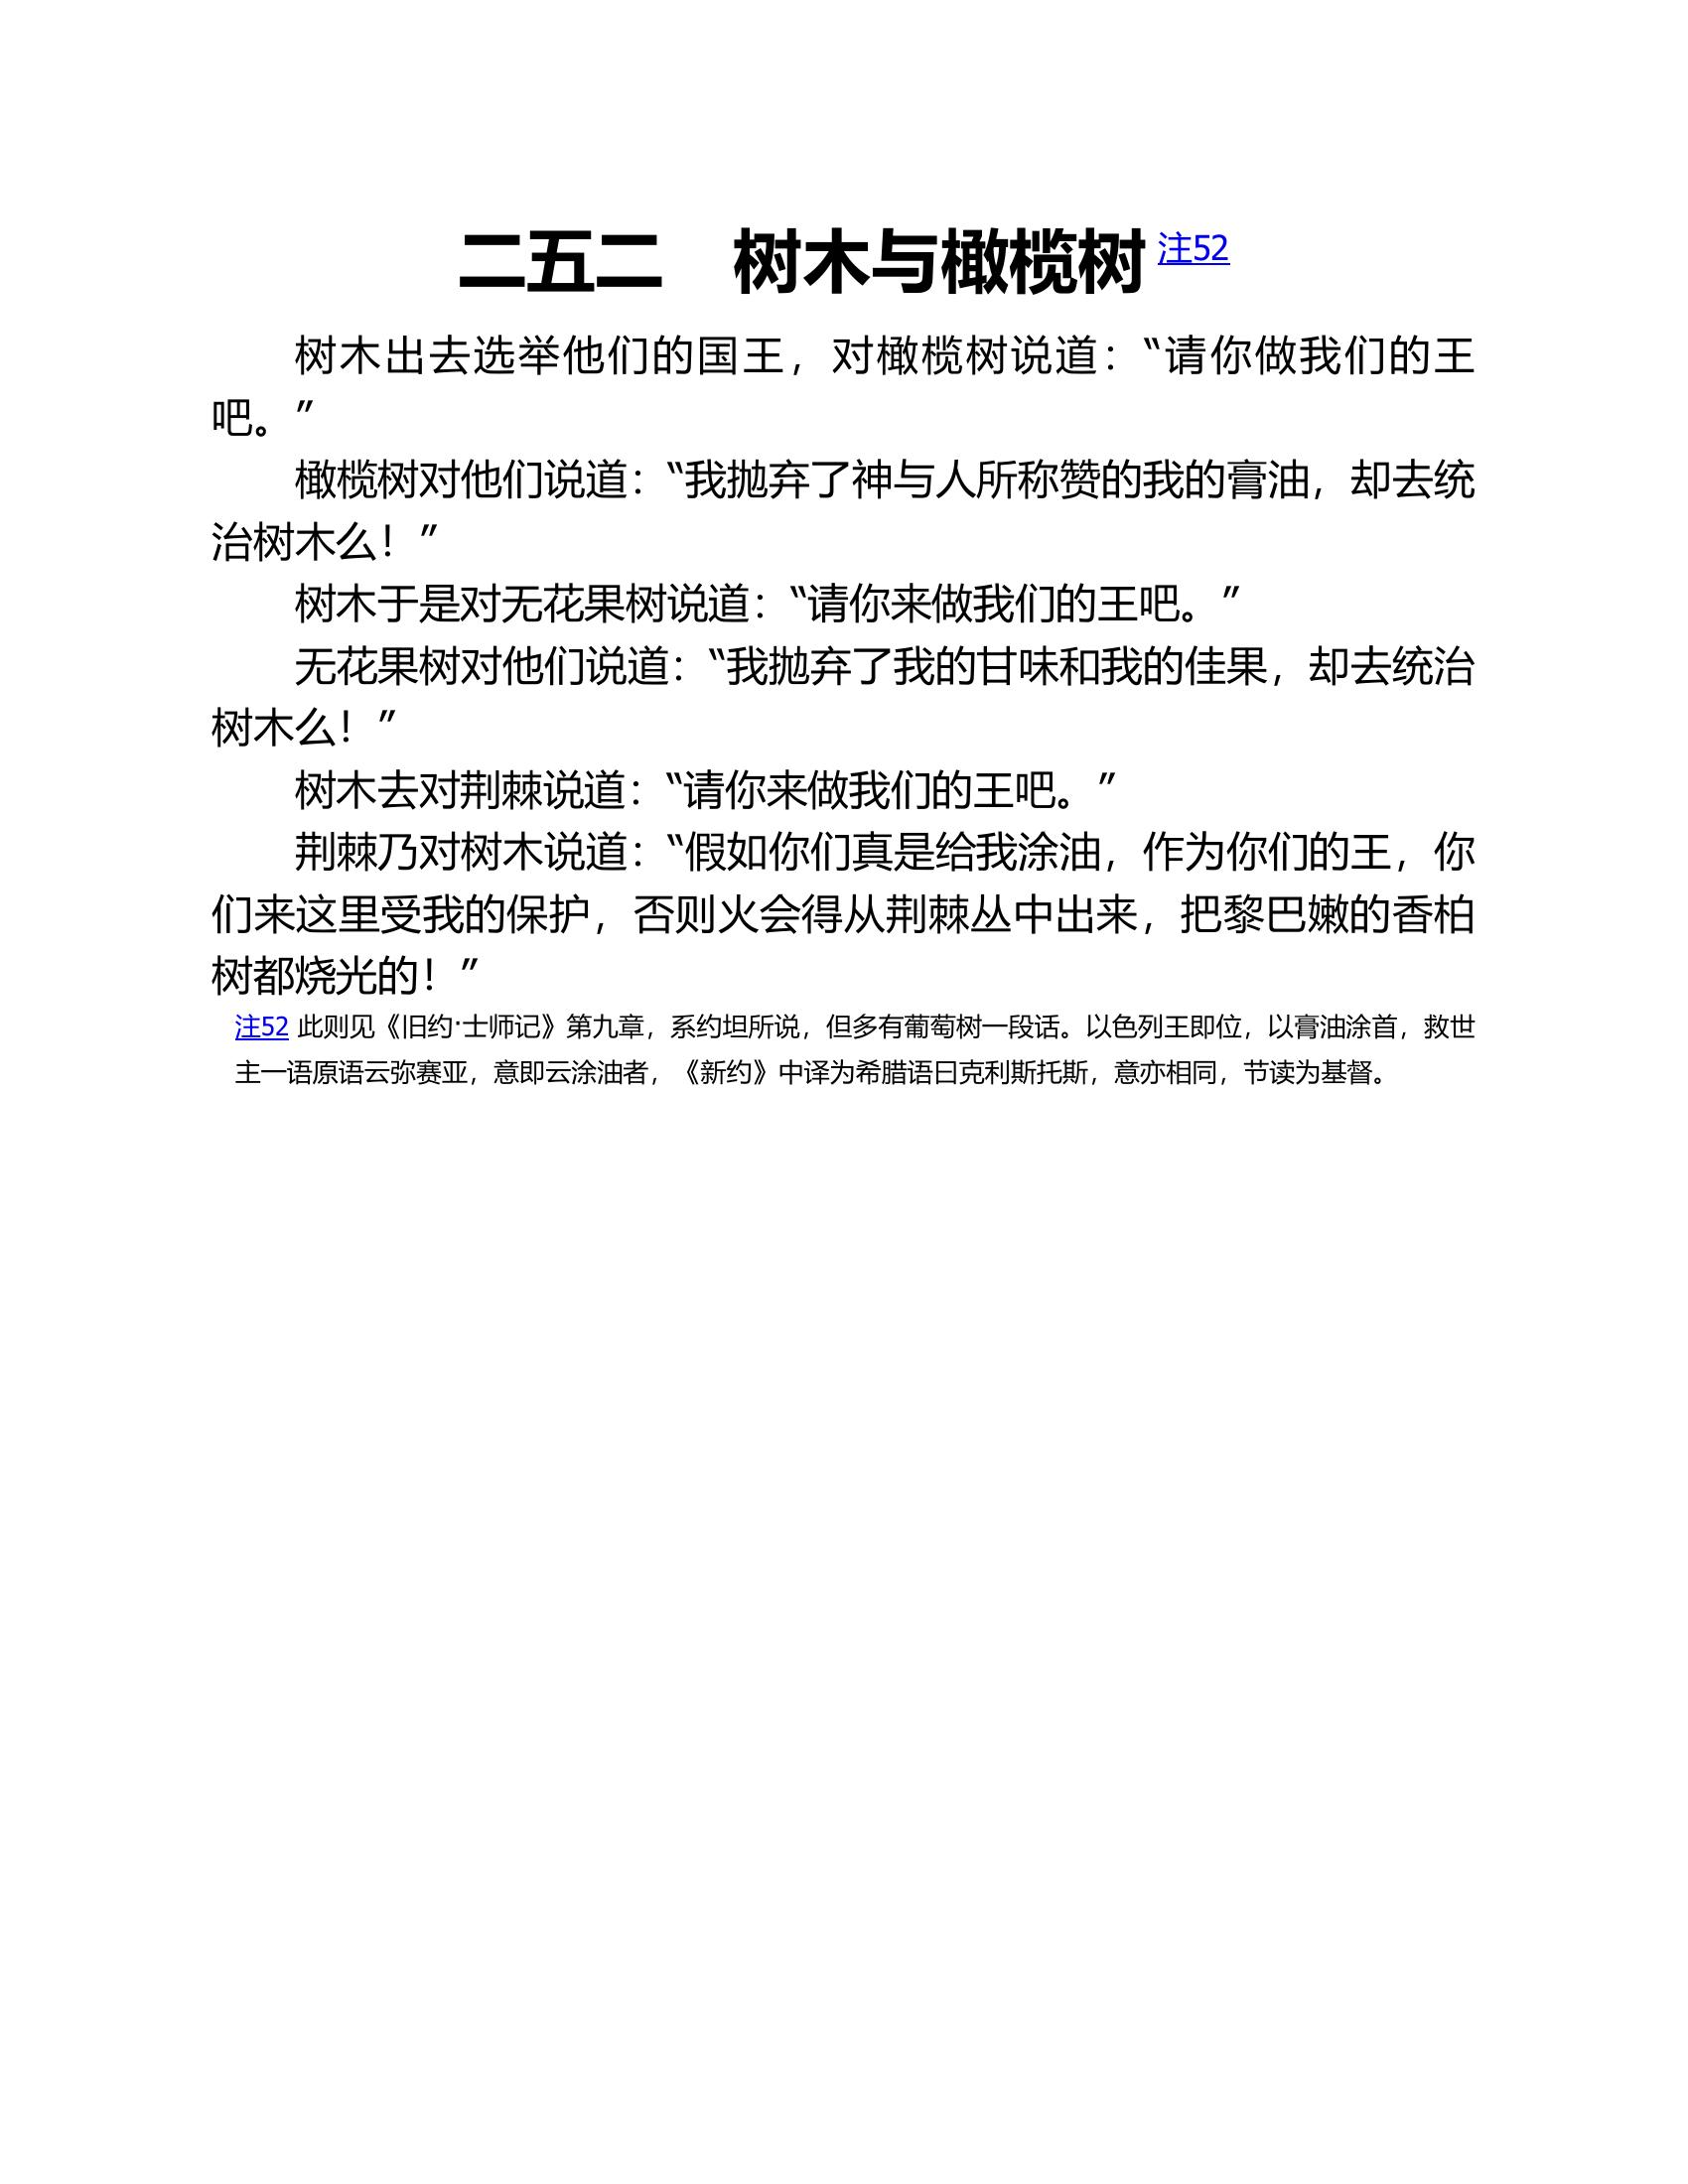 二五二　树木与橄榄树 注52
树木出去选举他们的国王，对橄榄树说道：“请你做我们的王
吧。”
橄榄树对他们说道：“我抛弃了神与人所称赞的我的膏油，却去统
治树木么！”
树木于是对无花果树说道：“请你来做我们的王吧。”
无花果树对他们说道：“我抛弃了我的甘味和我的佳果，却去统治
树木么！”
树木去对荆棘说道：“请你来做我们的王吧。”
荆棘乃对树木说道：“假如你们真是给我涂油，作为你们的王，你
们来这里受我的保护，否则火会得从荆棘丛中出来，把黎巴嫩的香柏
树都烧光的！”
注52 此则见《旧约·士师记》第九章，系约坦所说，但多有葡萄树一段话。以色列王即位，以膏油涂首，救世
主一语原语云弥赛亚，意即云涂油者，《新约》中译为希腊语曰克利斯托斯，意亦相同，节读为基督。